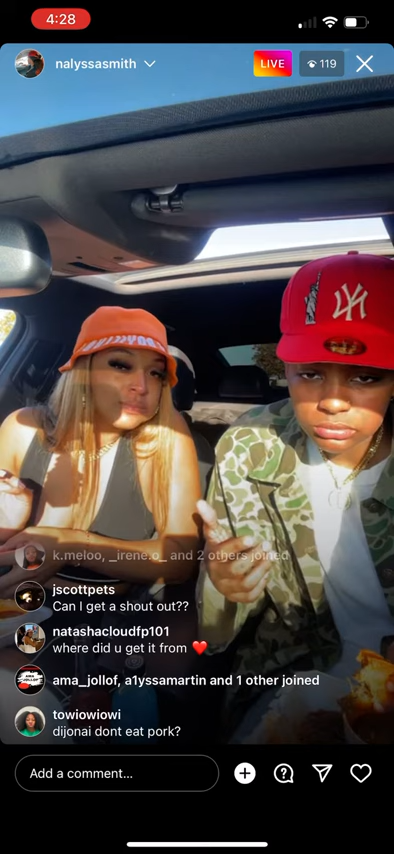 4:28
nalyssasmith
LIVE
119
NY
k.meloo, _irene.o_ and 2 others joined
jscottpets
Can I get a shout out??
natashacloudfp101
where did u get it from ❤️
ama_jollof, a1yssamartin and 1 other joined
towiowiowi
dijonai dont eat pork?
Add a comment...